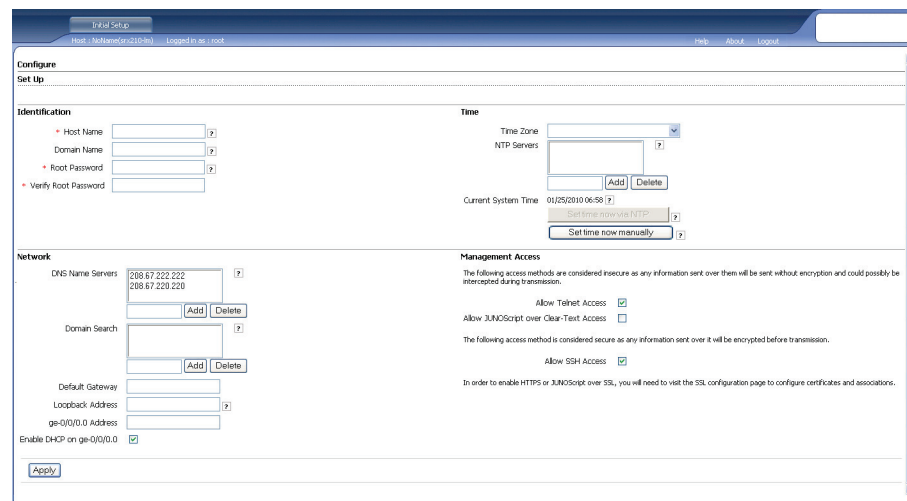 Initial Setup
Host : NoName(srx210-lm) Logged in as : root
Help About Logout
Configure
Set Up
Identification
* Host Name ?
Domain Name ?
* Root Password ?
* Verify Root Password
Time
Time Zone
NTP Servers ?
Add Delete
Current System Time 01/25/2010 06:58 ?
Set time now via NTP ?
Set time now manually ?
Network
DNS Name Servers 208.67.222.222 ?
208.67.220.220
Add Delete
Domain Search ?
Add Delete
Default Gateway
Loopback Address ?
ge-0/0/0.0 Address
Enable DHCP on ge-0/0/0.0
Management Access
The following access methods are considered insecure as any information sent over them will be sent without encryption and could possibly be
intercepted during transmission.
Allow Telnet Access
Allow JUNOScript over Clear-Text Access
The following access method is considered secure as any information sent over it will be encrypted before transmission.
Allow SSH Access
In order to enable HTTPS or JUNOScript over SSL, you will need to visit the SSL configuration page to configure certificates and associations.
Apply